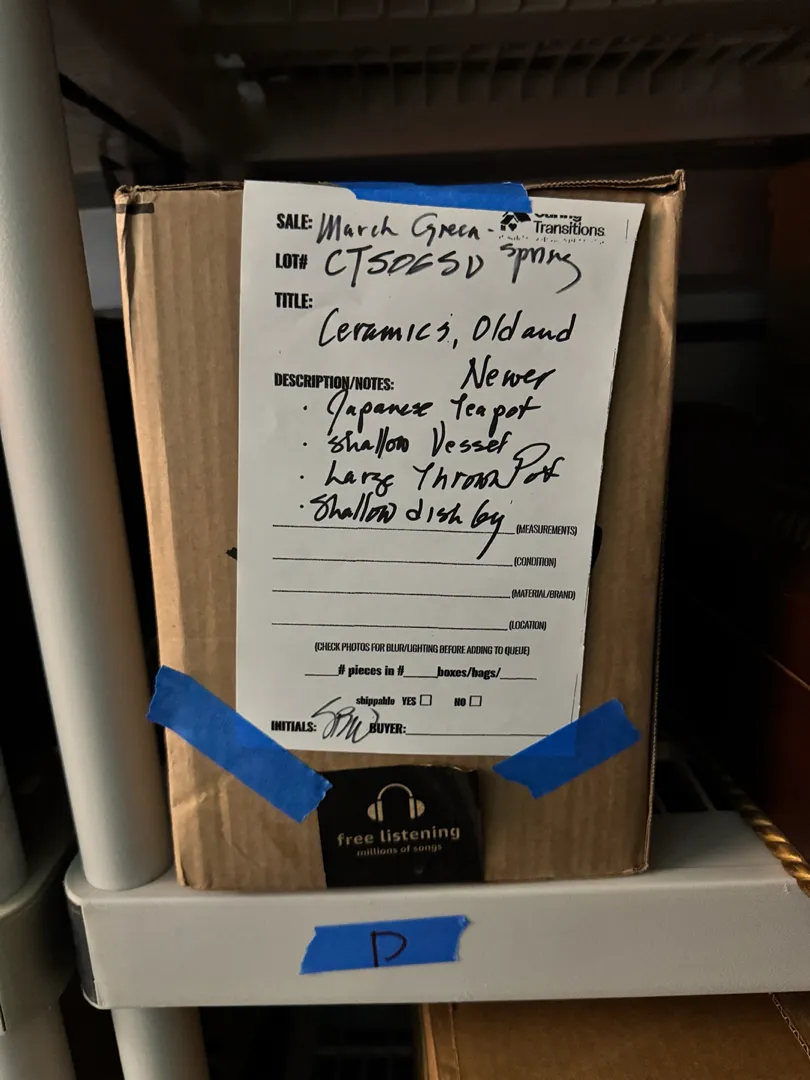 SALE: March Green-
Caring
Transitions
Spring
LOT# CT506SD
TITLE:
Ceramics, Old and
Newer
DESCRIPTION/NOTES:
· Japanese Teapot
· shallow Vessel
· Large Thrown Pot
· Shallow dish by
(MEASUREMENTS)
(CONDITION)
(MATERIAL/BRAND)
(LOCATION)
(CHECK PHOTOS FOR BLUR/LIGHTING BEFORE ADDING TO QUEUE)
# pieces in # boxes/bags/
shippable YES NO
INITIALS: SBW BUYER:
free listening
millions of songs
D